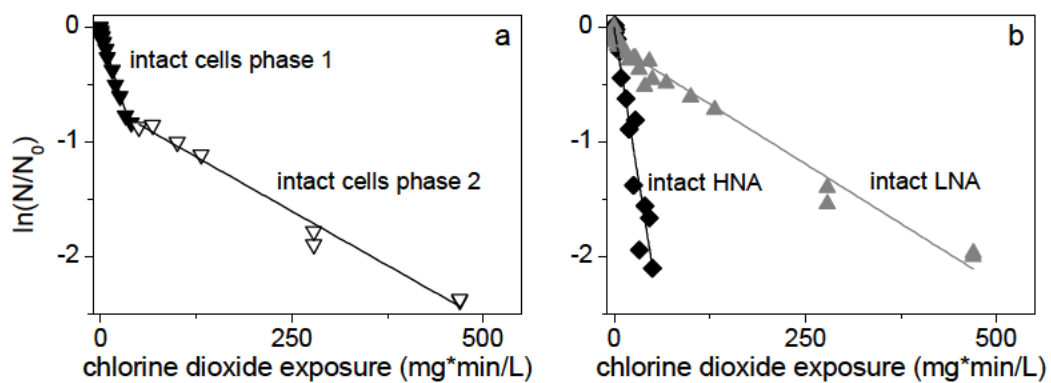 0
-1
-2
ln(N/N₀)
a
intact cells phase 1
intact cells phase 2
0
250
500
chlorine dioxide exposure (mg*min/L)
0
-1
-2
b
intact HNA
intact LNA
0
250
500
chlorine dioxide exposure (mg*min/L)